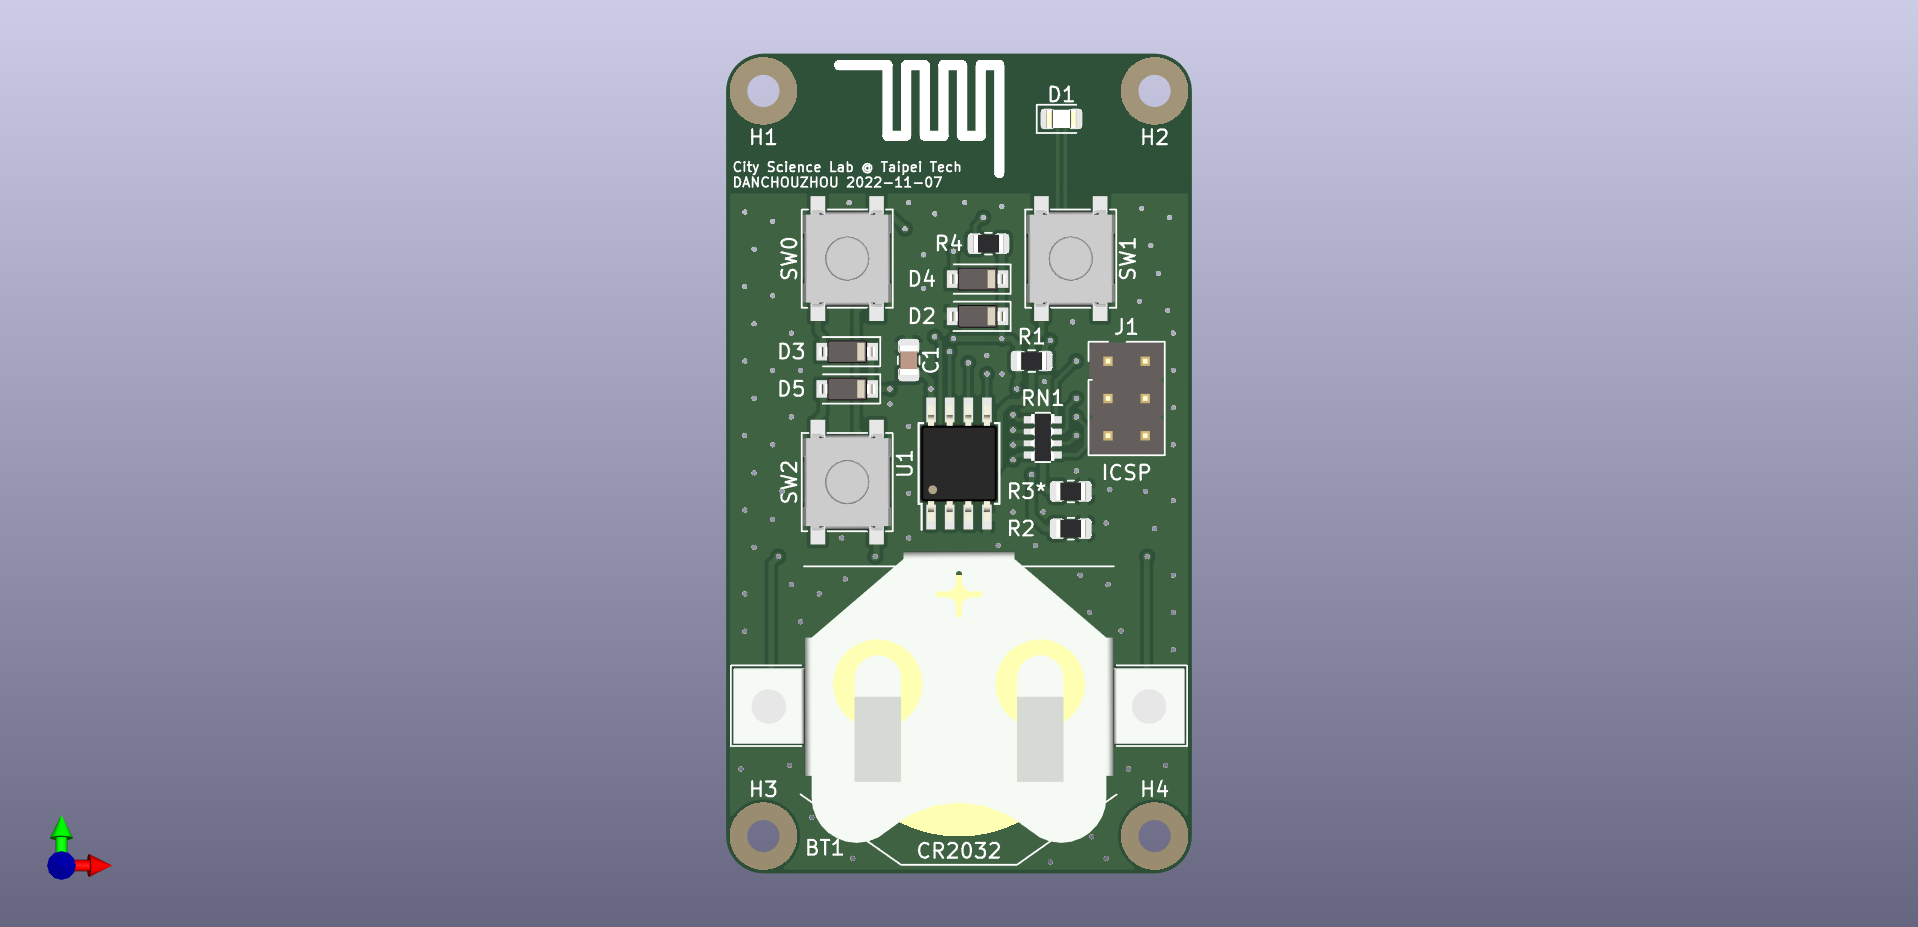 D1
H1
H2
City Science Lab @ Taipei Tech
DANCHOUZHOU 2022-11-07
SW0
R4
SW1
D4
D2
J1
R1
D3
C1
D5
RN1
U1
SW2
ICSP
R3*
R2
H3
H4
BT1
CR2032